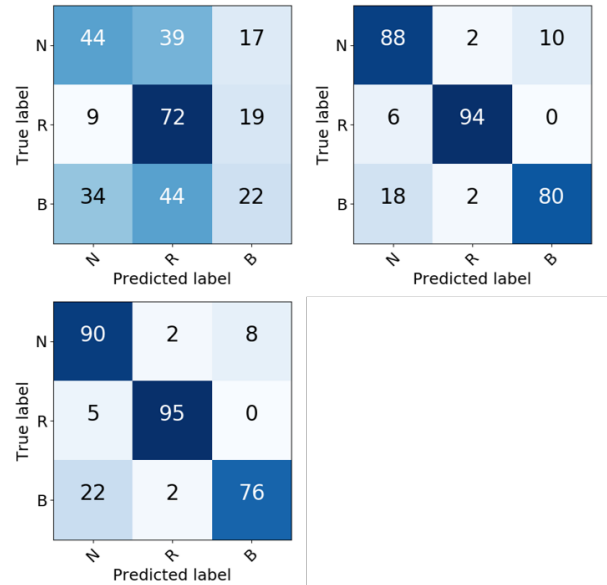 True label
N 44 39 17
R 9 72 19
B 34 44 22
N R B
Predicted label
True label
N 88 2 10
R 6 94 0
B 18 2 80
N R B
Predicted label
True label
N 90 2 8
R 5 95 0
B 22 2 76
N R B
Predicted label